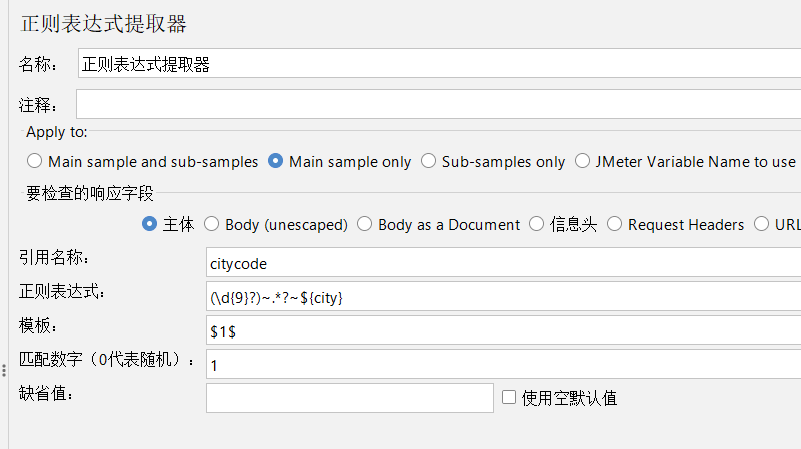 正则表达式提取器
名称： 正则表达式提取器
注释：
Apply to:
Main sample and sub-samples Main sample only Sub-samples only JMeter Variable Name to use
要检查的响应字段
主体 Body (unescaped) Body as a Document 信息头 Request Headers URL
引用名称： citycode
正则表达式： (\d{9}?)~.*?~${city}
模板： $1$
匹配数字（0代表随机）： 1
缺省值： 使用空默认值